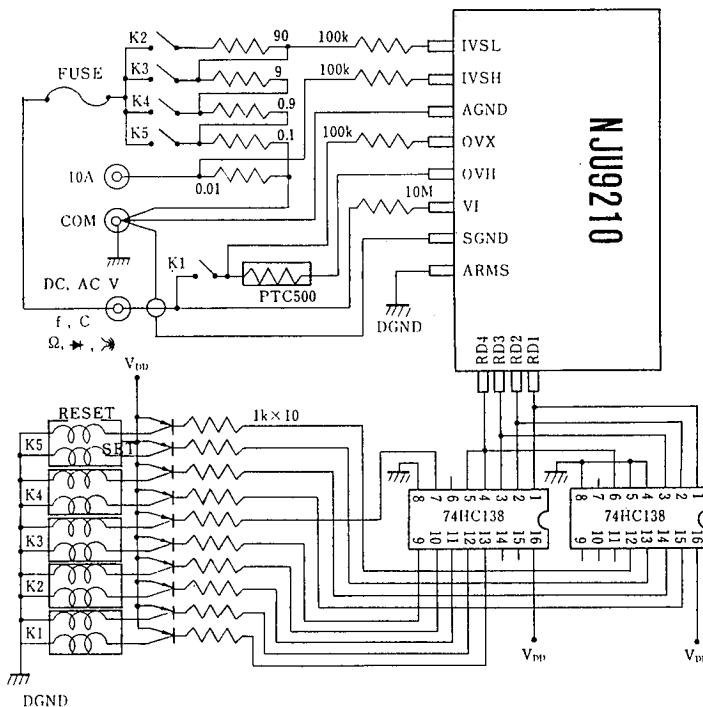 K2
90
100k
IVSL
FUSE
K3
9
100k
IVSH
K4
0.9
AGND
K5
0.1
100k
OVX
10A
0.01
OVH
10M
VI
COM
SGND
K1
ARMS
NJU9210
DC, AC V
PTC500
DGND
f, C
Ω,
RD4
RD3
RD2
RD1
VDD
RESET
1k×10
K5
SET
K4
8 7 6 5 4 3 2 1
8 7 6 5 4 3 2 1
74HC138
74HC138
K3
9 10 11 12 13 14 15 16
9 10 11 12 13 14 15 16
K2
K1
VDD
VDD
DGND